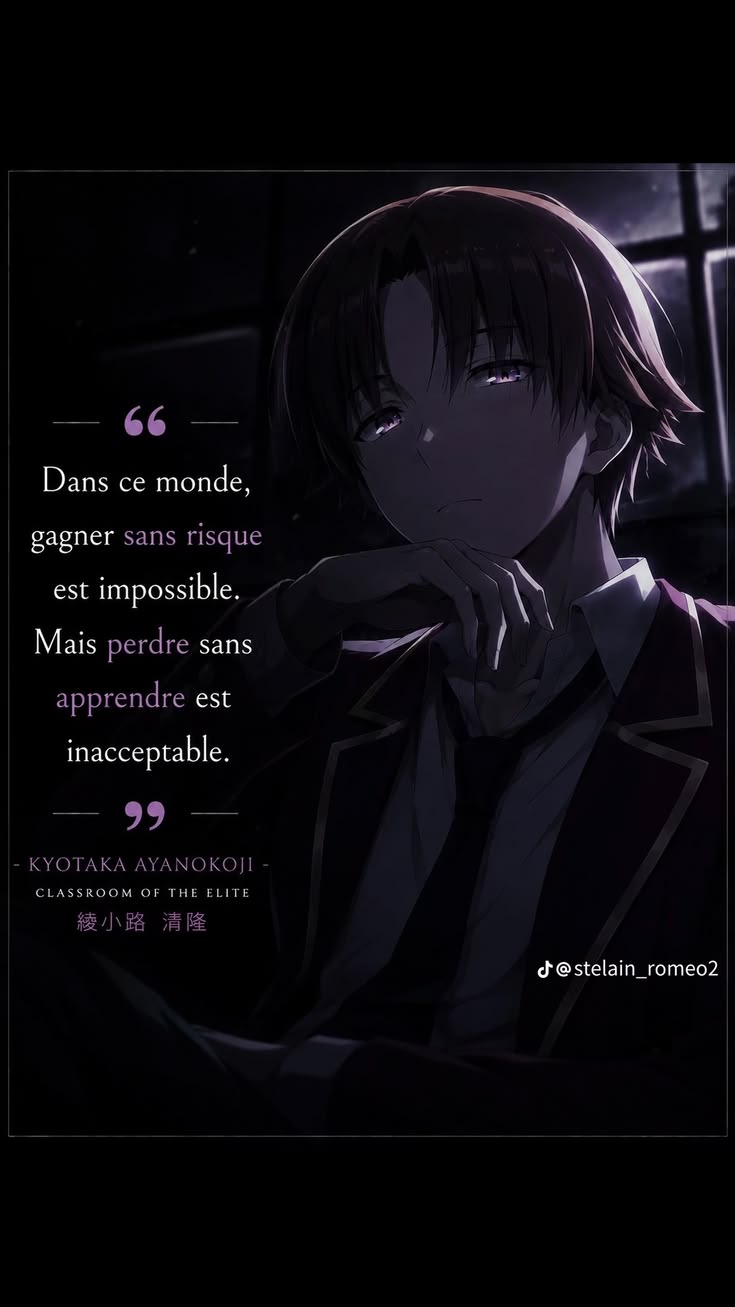 “
Dans ce monde,
gagner sans risque
est impossible.
Mais perdre sans
apprendre est
inacceptable.
”
- KYOTAKA AYANOKOJI -
CLASSROOM OF THE ELITE
綾小路 清隆
@stelain_romeo2